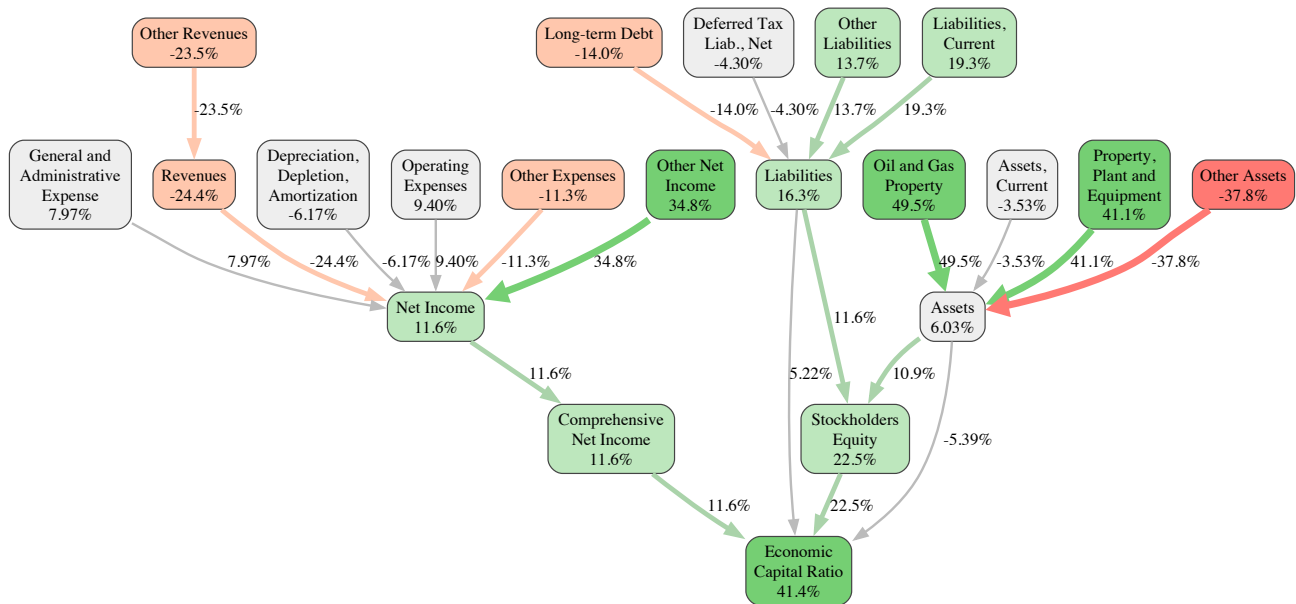 Other Revenues
-23.5%
Long-term Debt
-14.0%
Deferred Tax
Liab., Net
-4.30%
Other
Liabilities
13.7%
Liabilities,
Current
19.3%
-23.5%
-14.0%
-4.30%
13.7%
19.3%
General and
Administrative
Expense
7.97%
Revenues
-24.4%
Depreciation,
Depletion,
Amortization
-6.17%
Operating
Expenses
9.40%
Other Expenses
-11.3%
Other Net
Income
34.8%
Liabilities
16.3%
Oil and Gas
Property
49.5%
Assets,
Current
-3.53%
Property,
Plant and
Equipment
41.1%
Other Assets
-37.8%
7.97%
-24.4%
-6.17%
9.40%
-11.3%
34.8%
49.5%
-3.53%
41.1%
-37.8%
Net Income
11.6%
Assets
6.03%
11.6%
11.6%
5.22%
10.9%
-5.39%
Comprehensive
Net Income
11.6%
Stockholders
Equity
22.5%
11.6%
22.5%
Economic
Capital Ratio
41.4%